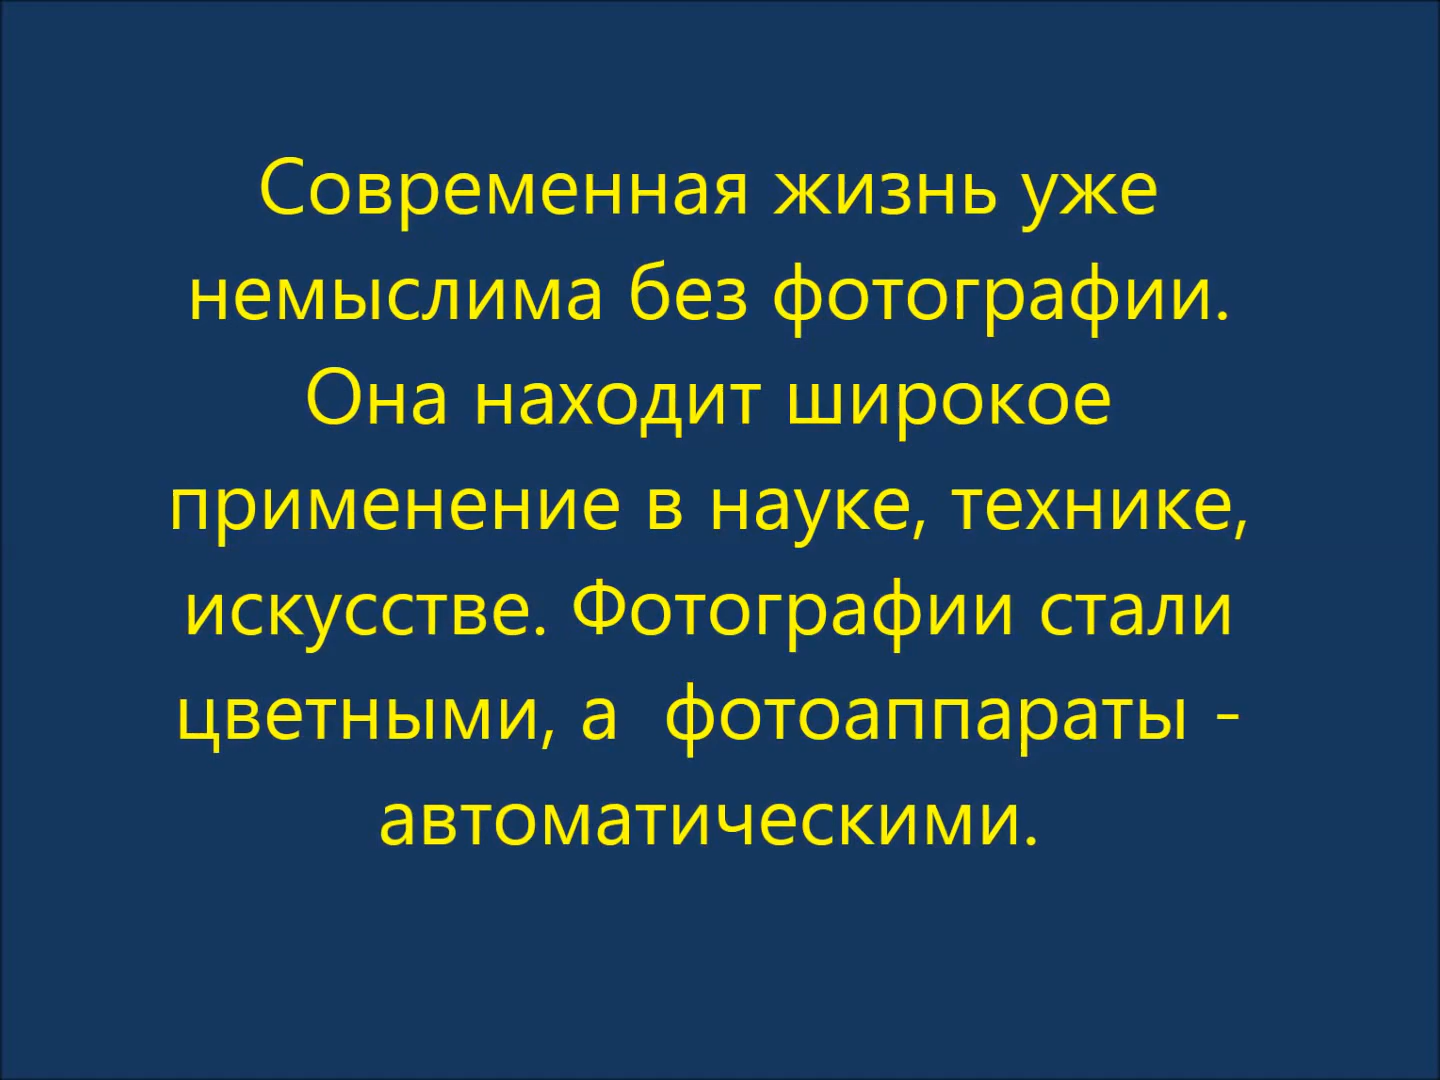 Современная жизнь уже
немыслима без фотографии.
Она находит широкое
применение в науке, технике,
искусстве. Фотографии стали
цветными, а  фотоаппараты -
автоматическими.